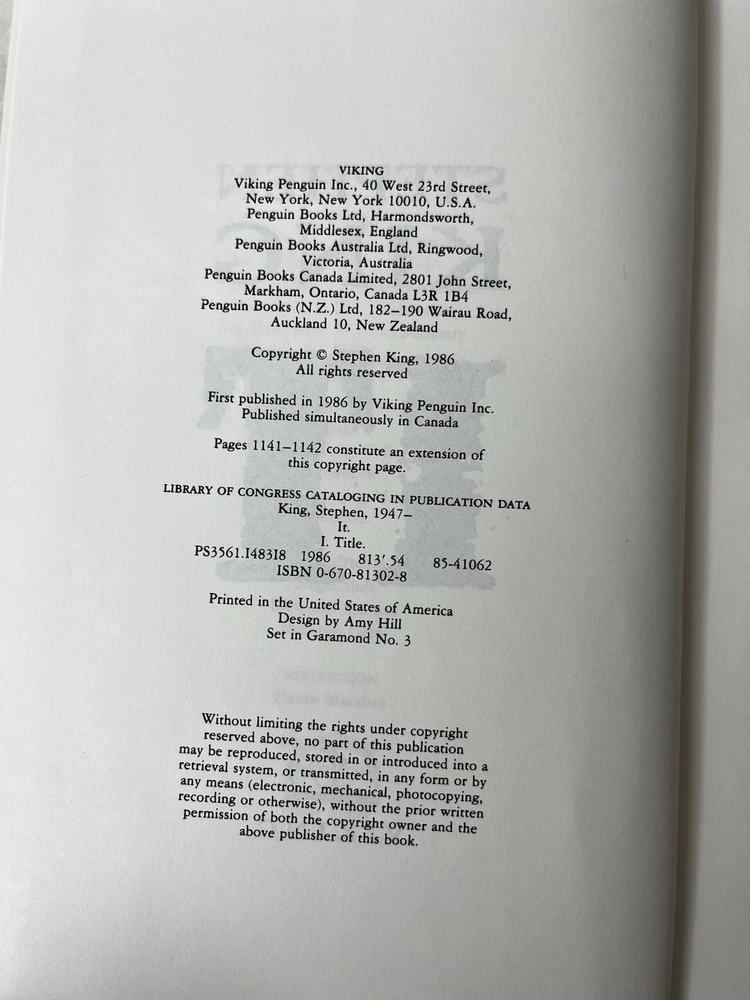 VIKING
Viking Penguin Inc., 40 West 23rd Street,
New York, New York 10010, U.S.A.
Penguin Books Ltd, Harmondsworth,
Middlesex, England
Penguin Books Australia Ltd, Ringwood,
Victoria, Australia
Penguin Books Canada Limited, 2801 John Street,
Markham, Ontario, Canada L3R 1B4
Penguin Books (N.Z.) Ltd, 182–190 Wairau Road,
Auckland 10, New Zealand
Copyright © Stephen King, 1986
All rights reserved
First published in 1986 by Viking Penguin Inc.
Published simultaneously in Canada
Pages 1141–1142 constitute an extension of
this copyright page.
LIBRARY OF CONGRESS CATALOGING IN PUBLICATION DATA
King, Stephen, 1947–
It.
I. Title.
PS3561.I483I8 1986 813'.54 85-41062
ISBN 0-670-81302-8
Printed in the United States of America
Design by Amy Hill
Set in Garamond No. 3
Without limiting the rights under copyright
reserved above, no part of this publication
may be reproduced, stored in or introduced into a
retrieval system, or transmitted, in any form or by
any means (electronic, mechanical, photocopying,
recording or otherwise), without the prior written
permission of both the copyright owner and the
above publisher of this book.